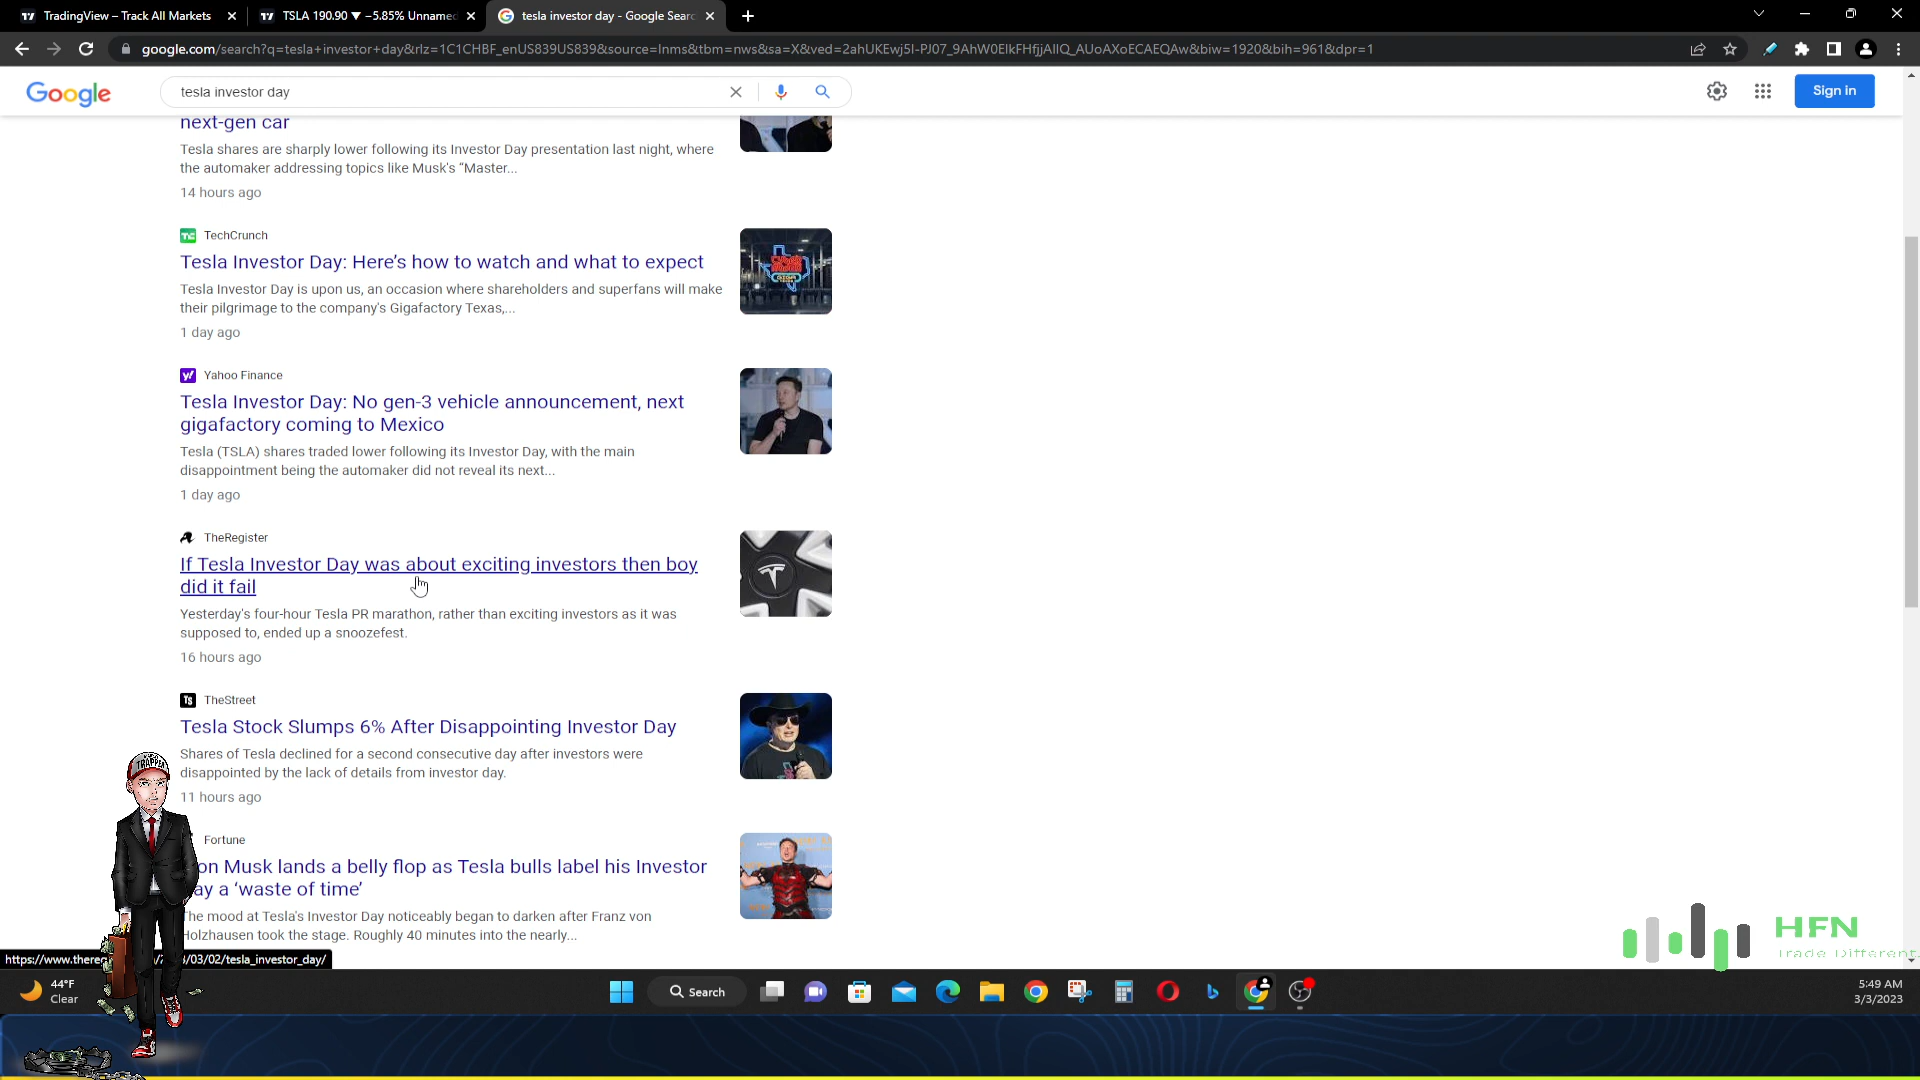 TradingView – Track All Markets
TSLA 190.90 ▼ −5.85% Unnamed
tesla investor day - Google Sear
google.com/search?q=tesla+investor+day&rlz=1C1CHBF_enUS839US839&source=lnms&tbm=nws&sa=X&ved=2ahUKEwj5l-PJ07_9AhW0ElkFHfjjAlIQ_AUoAXoECAEQAw&biw=1920&bih=961&dpr=1
Google
tesla investor day
Sign in
next-gen car
Tesla shares are sharply lower following its Investor Day presentation last night, where
the automaker addressing topics like Musk's “Master...
14 hours ago
TechCrunch
Tesla Investor Day: Here’s how to watch and what to expect
Tesla Investor Day is upon us, an occasion where shareholders and superfans will make
their pilgrimage to the company's Gigafactory Texas,...
1 day ago
Yahoo Finance
Tesla Investor Day: No gen-3 vehicle announcement, next
gigafactory coming to Mexico
Tesla (TSLA) shares traded lower following its Investor Day, with the main
disappointment being the automaker did not reveal its next...
1 day ago
TheRegister
If Tesla Investor Day was about exciting investors then boy
did it fail
Yesterday's four-hour Tesla PR marathon, rather than exciting investors as it was
supposed to, ended up a snoozefest.
16 hours ago
TheStreet
Tesla Stock Slumps 6% After Disappointing Investor Day
Shares of Tesla declined for a second consecutive day after investors were
disappointed by the lack of details from investor day.
11 hours ago
Fortune
on Musk lands a belly flop as Tesla bulls label his Investor
ay a ‘waste of time’
he mood at Tesla's Investor Day noticeably began to darken after Franz von
Holzhausen took the stage. Roughly 40 minutes into the nearly...
TRAPPER
HFN
Trade Different
https://www.thereg /03/02/tesla_investor_day/
44°F
Clear
Search
5:49 AM
3/3/2023